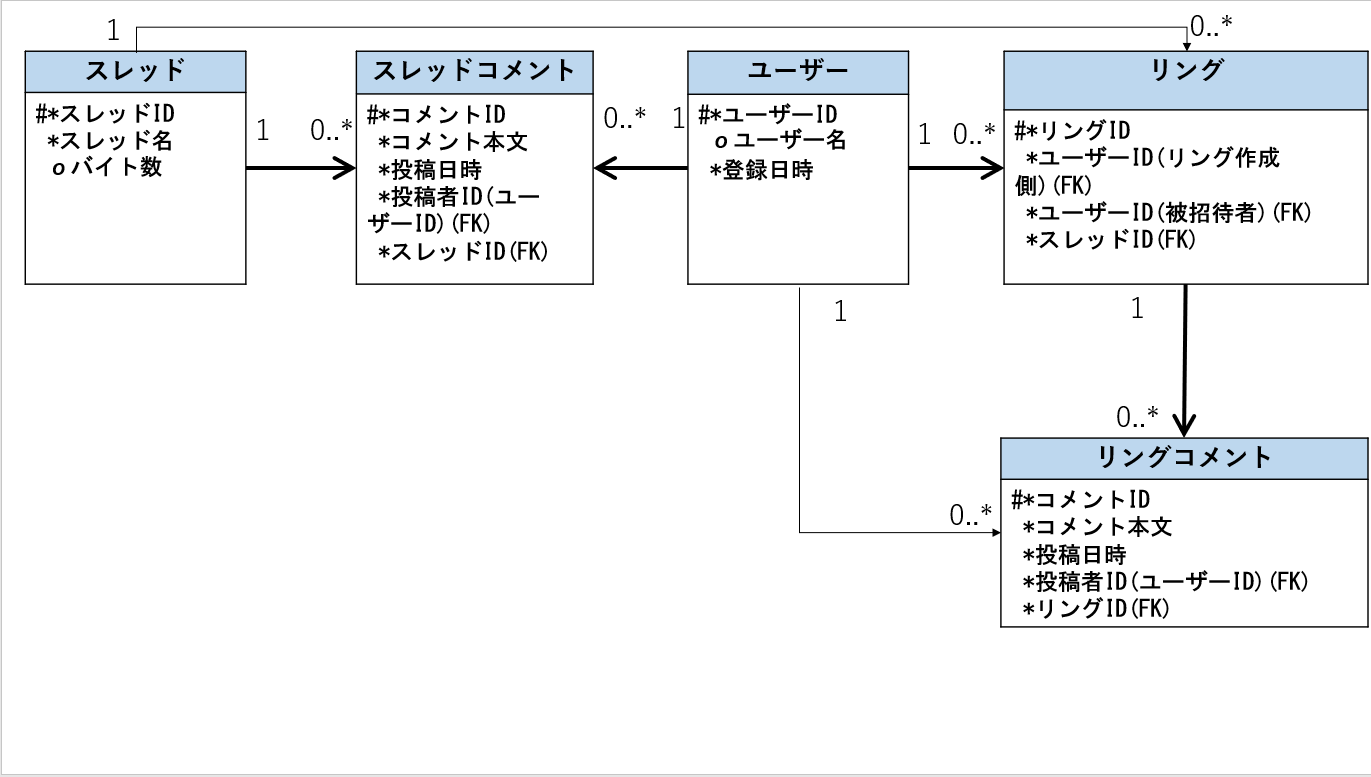 1
0..*
スレッド
#*スレッドID
*スレッド名
oバイト数
1
0..*
スレッドコメント
#*コメントID
*コメント本文
*投稿日時
*投稿者ID(ユー
ザーID)(FK)
*スレッドID(FK)
0..*
1
ユーザー
#*ユーザーID
o ユーザー名
*登録日時
1
0..*
リング
#*リングID
*ユーザーID(リング作成
側)(FK)
*ユーザーID(被招待者)(FK)
*スレッドID(FK)
1
1
0..*
0..*
リングコメント
#*コメントID
*コメント本文
*投稿日時
*投稿者ID(ユーザーID)(FK)
*リングID(FK)